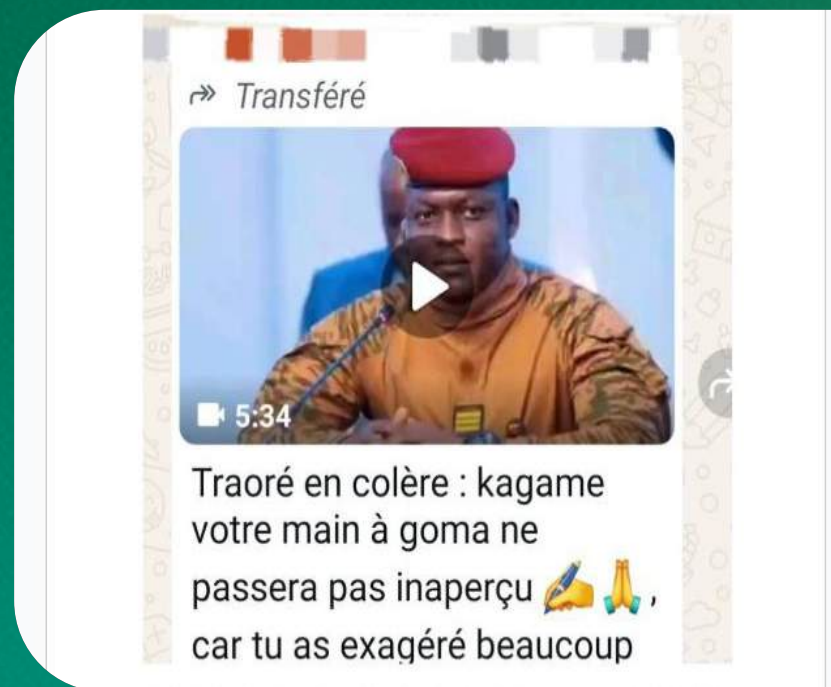 Transféré
5:34
Traoré en colère : kagame
votre main à goma ne
passera pas inaperçu ✍️ 🙏 ,
car tu as exagéré beaucoup